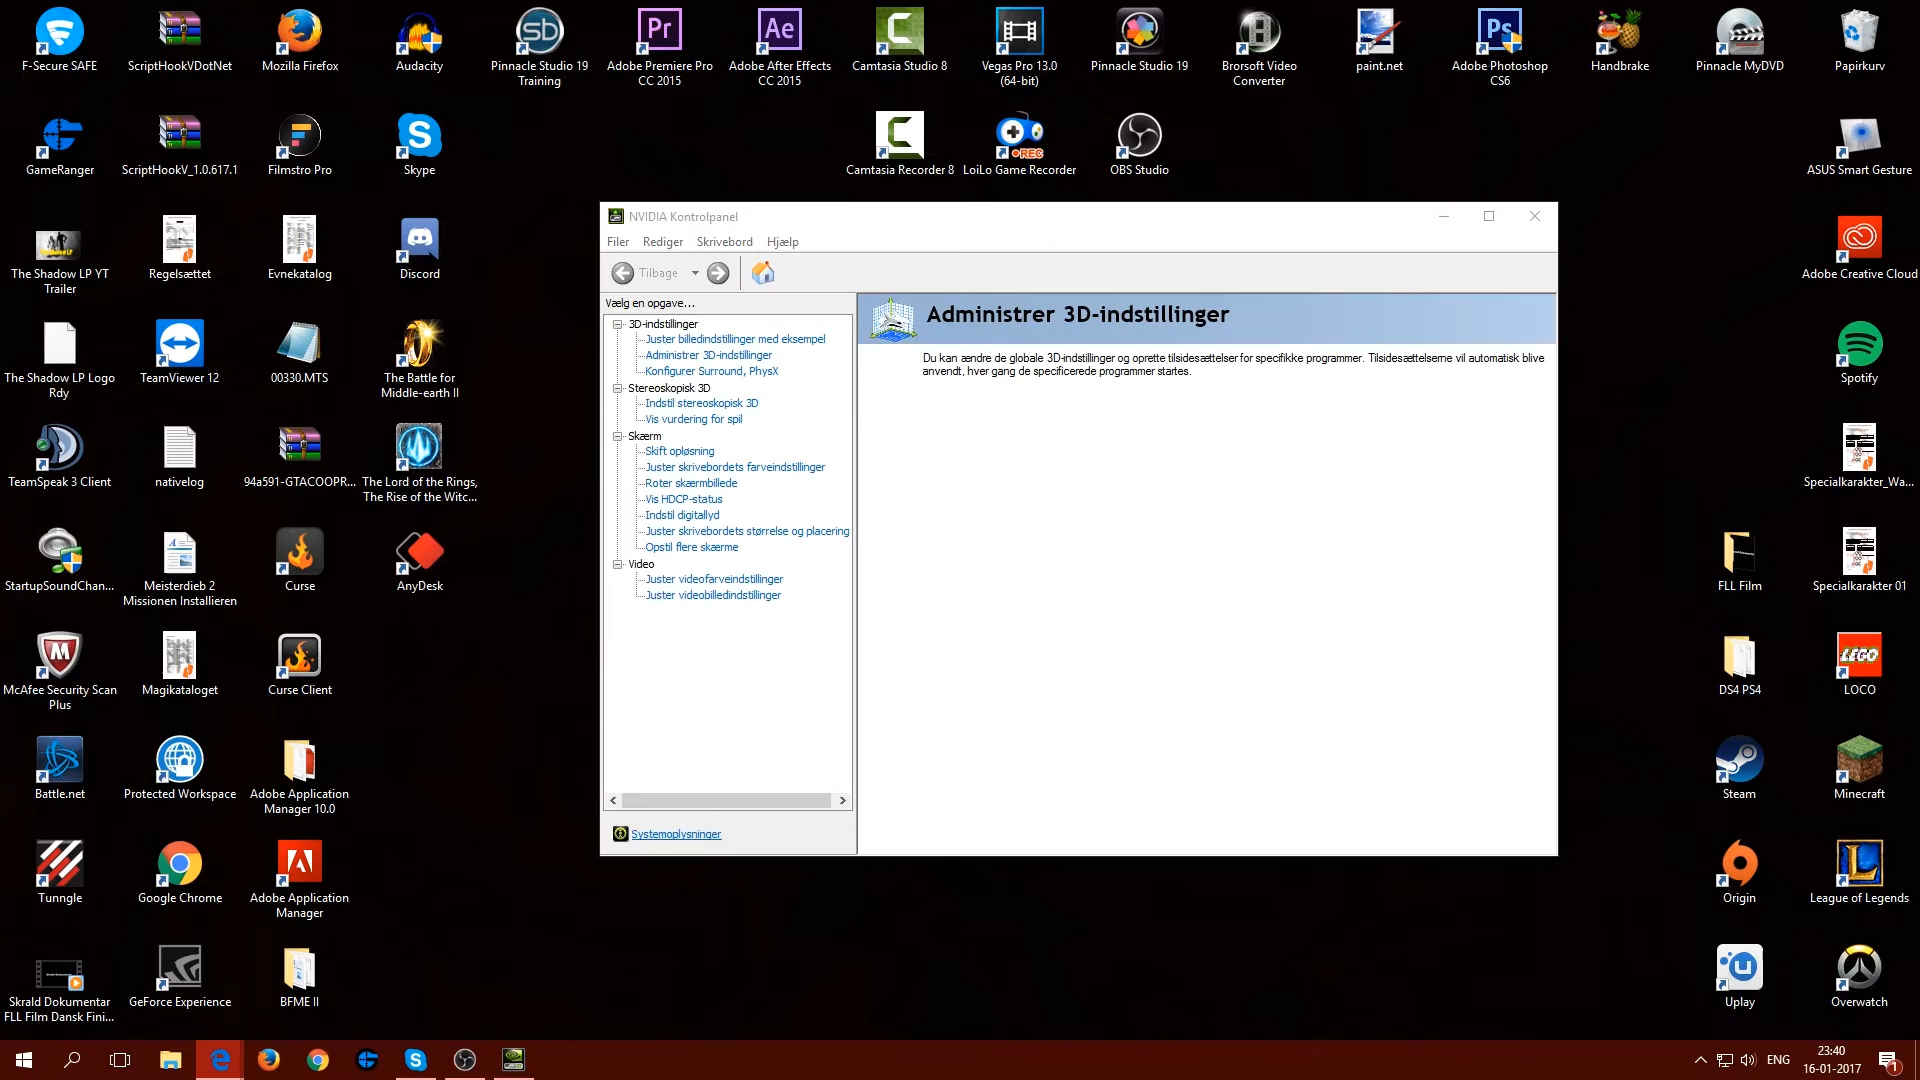 F-Secure SAFE
ScriptHookVDotNet
Mozilla Firefox
Audacity
Pinnacle Studio 19
Training
Adobe Premiere Pro
CC 2015
Adobe After Effects
CC 2015
Camtasia Studio 8
Vegas Pro 13.0
(64-bit)
Pinnacle Studio 19
Brorsoft Video
Converter
paint.net
Adobe Photoshop
CS6
Handbrake
Pinnacle MyDVD
Papirkurv
GameRanger
ScriptHookV_1.0.617.1
Filmstro Pro
Skype
Camtasia Recorder 8
LoiLo Game Recorder
OBS Studio
ASUS Smart Gesture
The Shadow LP YT
Trailer
Regelsættet
Evnekatalog
Discord
Adobe Creative Cloud
The Shadow LP Logo
Rdy
TeamViewer 12
00330.MTS
The Battle for
Middle-earth II
Spotify
TeamSpeak 3 Client
nativelog
94a591-GTACOOPR...
The Lord of the Rings,
The Rise of the Witc...
Specialkarakter_Wa...
StartupSoundChan...
Meisterdieb 2
Missionen Installieren
Curse
AnyDesk
FLL Film
Specialkarakter 01
McAfee Security Scan
Plus
Magikataloget
Curse Client
DS4 PS4
LOCO
Battle.net
Protected Workspace
Adobe Application
Manager 10.0
Steam
Minecraft
Tunngle
Google Chrome
Adobe Application
Manager
Origin
League of Legends
Skrald Dokumentar
FLL Film Dansk Fini...
GeForce Experience
BFME II
Uplay
Overwatch
NVIDIA Kontrolpanel
Filer Rediger Skrivebord Hjælp
Tilbage
Vælg en opgave...
3D-indstillinger
Juster billedindstillinger med eksempel
Administrer 3D-indstillinger
Konfigurer Surround, PhysX
Stereoskopisk 3D
Indstil stereoskopisk 3D
Vis vurdering for spil
Skærm
Skift opløsning
Juster skrivebordets farveindstillinger
Roter skærmbillede
Vis HDCP-status
Indstil digitallyd
Juster skrivebordets størrelse og placering
Opstil flere skærme
Video
Juster videofarveindstillinger
Juster videobilledindstillinger
Systemoplysninger
Administrer 3D-indstillinger
Du kan ændre de globale 3D-indstillinger og oprette tilsidesættelser for specifikke programmer. Tilsidesættelserne vil automatisk blive
anvendt, hver gang de specificerede programmer startes.
ENG
23:40
16-01-2017
1